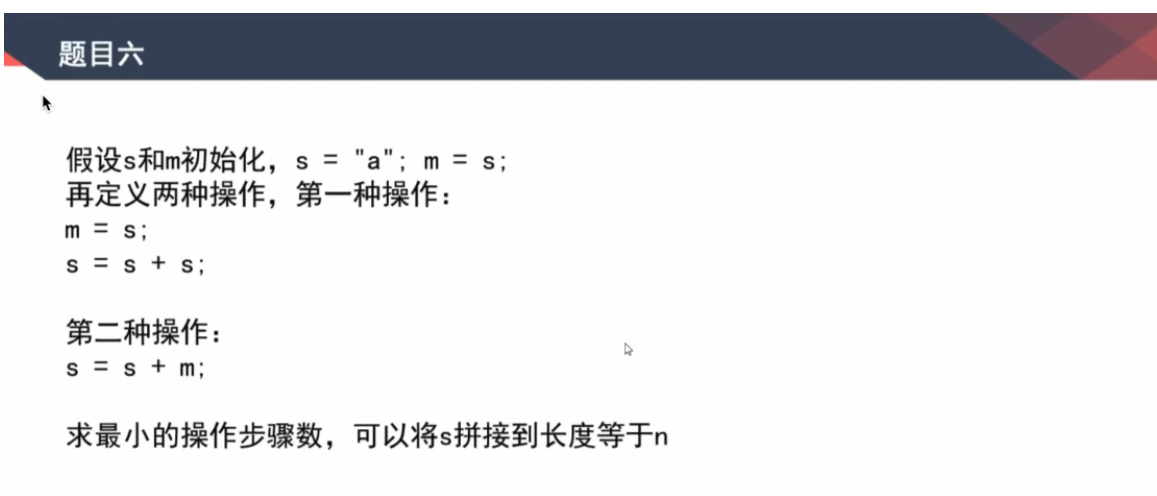 题目六
假设s和m初始化，s = "a"; m = s;
再定义两种操作，第一种操作：
m = s;
s = s + s;
第二种操作：
s = s + m;
求最小的操作步骤数，可以将s拼接到长度等于n